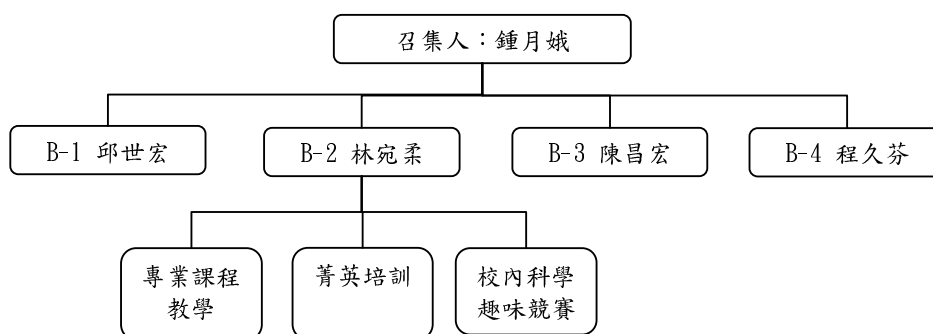 召集人：鍾月娥
B-1 邱世宏
B-2 林宛柔
B-3 陳昌宏
B-4 程久芬
專業課程
教學
菁英培訓
校內科學
趣味競賽